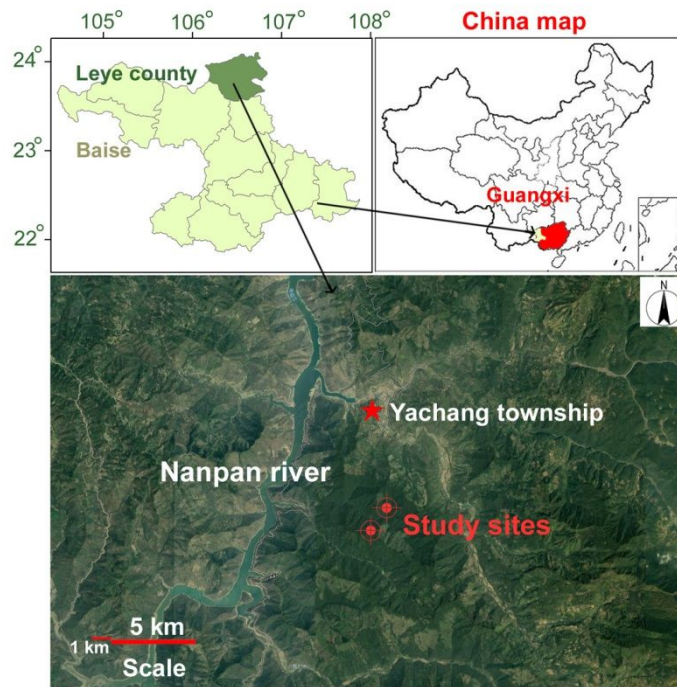 105° 106° 107° 108°
China map
24°
Leye county
23°
Baise
22°
Guangxi
N
Yachang township
Nanpan river
Study sites
5 km
1 km
Scale